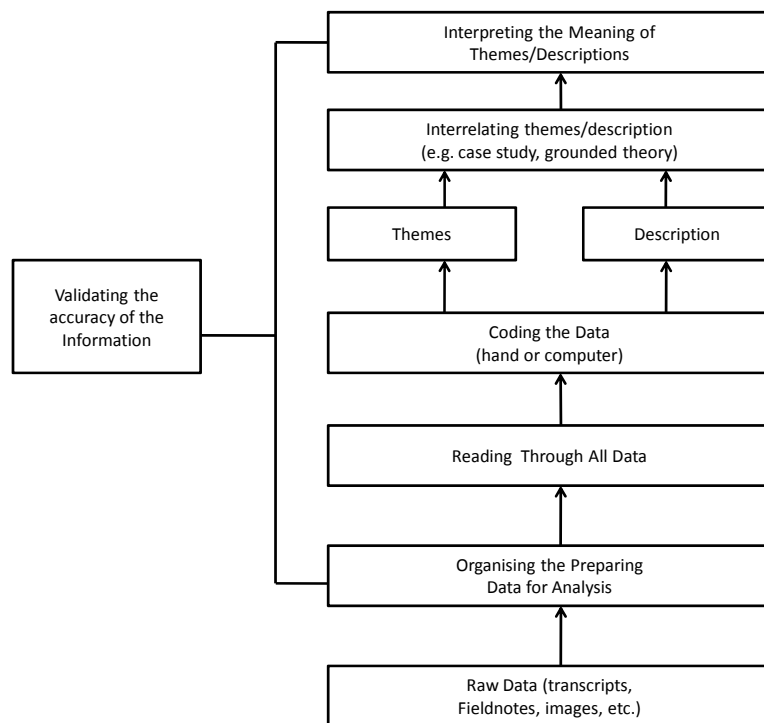 Interpreting the Meaning of
Themes/Descriptions
Interrelating themes/description
(e.g. case study, grounded theory)
Themes
Description
Validating the
accuracy of the
Information
Coding the Data
(hand or computer)
Reading Through All Data
Organising the Preparing
Data for Analysis
Raw Data (transcripts,
Fieldnotes, images, etc.)